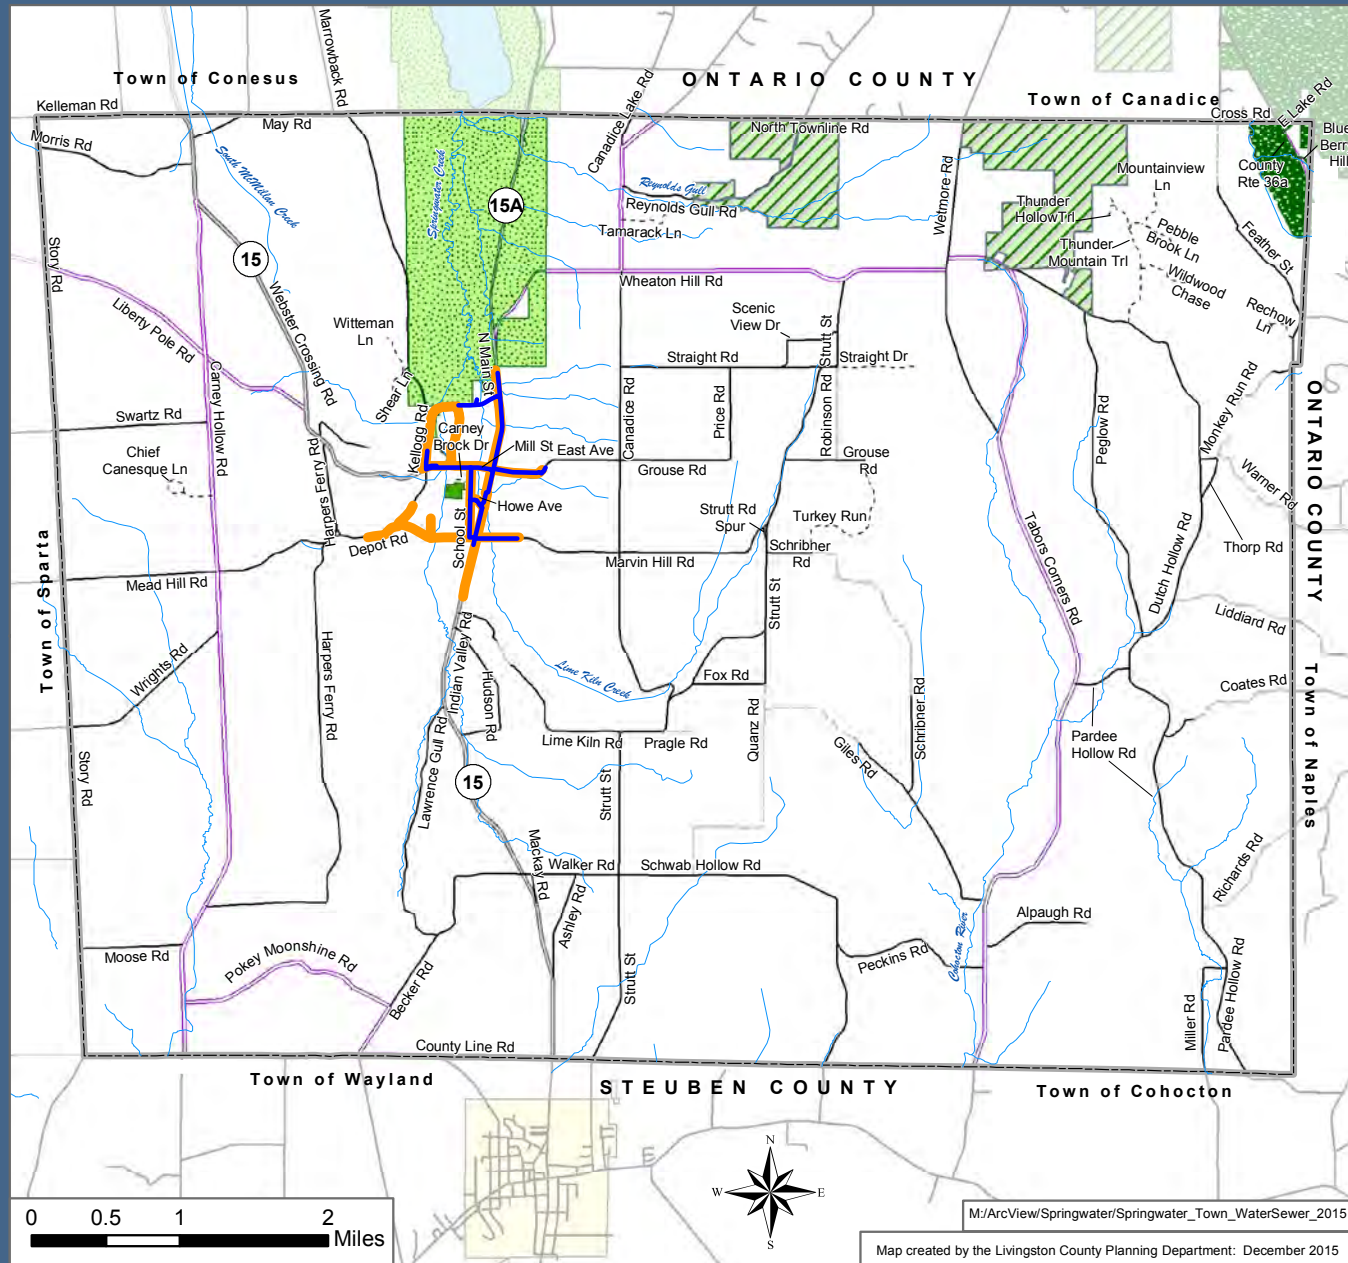 Marrowback Rd
Town of Conesus
ONTARIO COUNTY
Town of Canadice
Kelleman Rd
May Rd
Morris Rd
Canadice Lake Rd
North Townline Rd
Cross Rd
E Lake Rd
Blue
Berr
Hill
County
Rte 36a
South McMillan Creek
Springwater Creek
15A
Reynolds Gull
Reynolds Gull Rd
Tamarack Ln
Wetmore Rd
Mountainview
Ln
Thunder
HollowTrl
Pebble
Brook Ln
Thunder
Mountain Trl
Wildwood
Chase
Feather St
Rechow
Ln
Story Rd
15
Webster Crossing Rd
Liberty Pole Rd
Wheaton Hill Rd
Scenic
View Dr
Strutt St
Witteman
Ln
N Main St
Straight Rd
Straight Dr
Shear Ln
Carney Hollow Rd
Swartz Rd
Kellogg Rd
Carney
Brock Dr
Canadice Rd
Price Rd
Robinson Rd
Peglow Rd
Monkey Run Rd
ONTARIO COUNTY
Chief
Canesque Ln
Harpers Ferry Rd
Mill St
East Ave
Grouse Rd
Grouse
Rd
Warner Rd
Howe Ave
School St
Strutt Rd
Spur
Turkey Run
Tabors Corners Rd
Thorp Rd
Depot Rd
Marvin Hill Rd
Schribner
Rd
Dutch Hollow Rd
Mead Hill Rd
Town of Sparta
Strutt St
Liddiard Rd
Wrights Rd
Harpers Ferry Rd
Indian Valley Rd
Hudson Rd
Lime Kiln Creek
Fox Rd
Coates Rd
Town of Naples
Schribner Rd
Story Rd
Lawrence Gull Rd
Lime Kiln Rd
Pragle Rd
Quanz Rd
Giles Rd
Pardee
Hollow Rd
15
Strutt St
Mackay Rd
Walker Rd
Schwab Hollow Rd
Richards Rd
Ashley Rd
Alpaugh Rd
Moose Rd
Pokey Moonshine Rd
Becker Rd
Strutt St
Peckins Rd
Cohocton River
Miller Rd
Pardee Hollow Rd
County Line Rd
Town of Wayland
STEUBEN COUNTY
Town of Cohocton
N
W
E
S
0 0.5 1 2
Miles
M:/ArcView/Springwater/Springwater_Town_WaterSewer_2015
Map created by the Livingston County Planning Department: December 2015